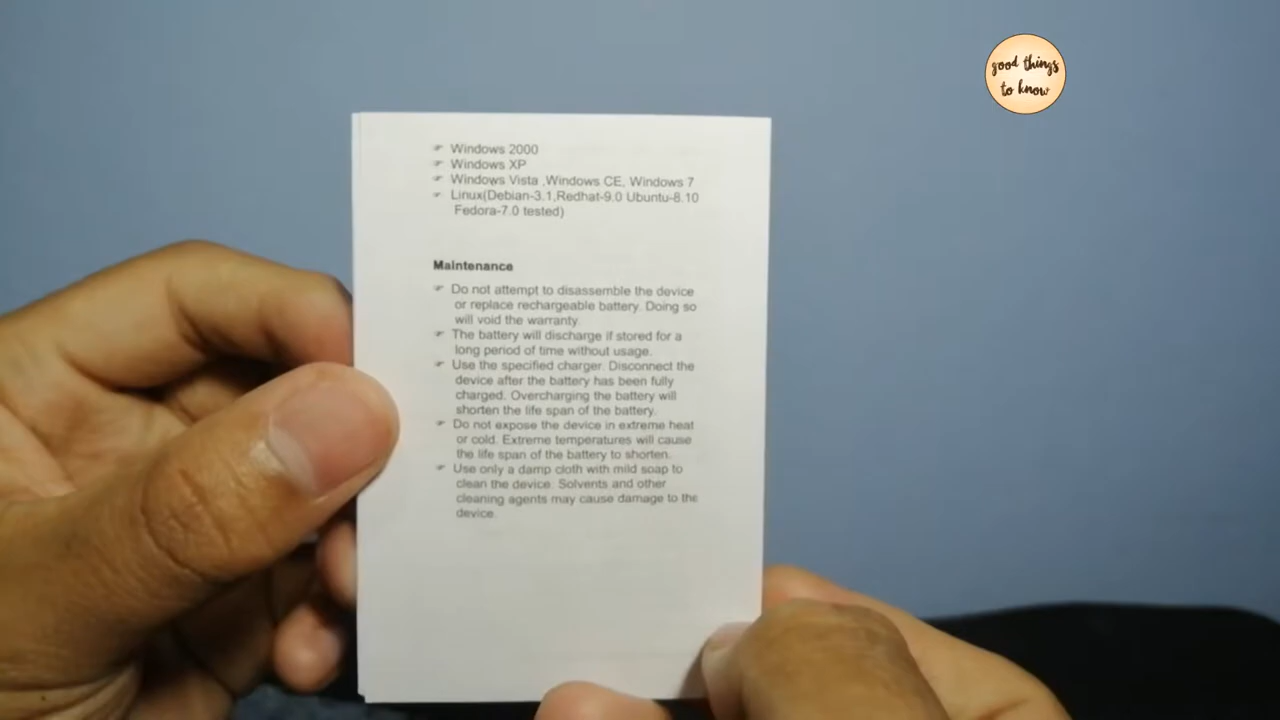 good things
to know
Windows 2000
Windows XP
Windows Vista ,Windows CE, Windows 7
Linux(Debian-3.1,Redhat-9.0 Ubuntu-8.10
Fedora-7.0 tested)
Maintenance
Do not attempt to disassemble the device
or replace rechargeable battery. Doing so
will void the warranty.
The battery will discharge if stored for a
long period of time without usage.
Use the specified charger. Disconnect the
device after the battery has been fully
charged. Overcharging the battery will
shorten the life span of the battery.
Do not expose the device in extreme heat
or cold. Extreme temperatures will cause
the life span of the battery to shorten.
Use only a damp cloth with mild soap to
clean the device. Solvents and other
cleaning agents may cause damage to the
device.